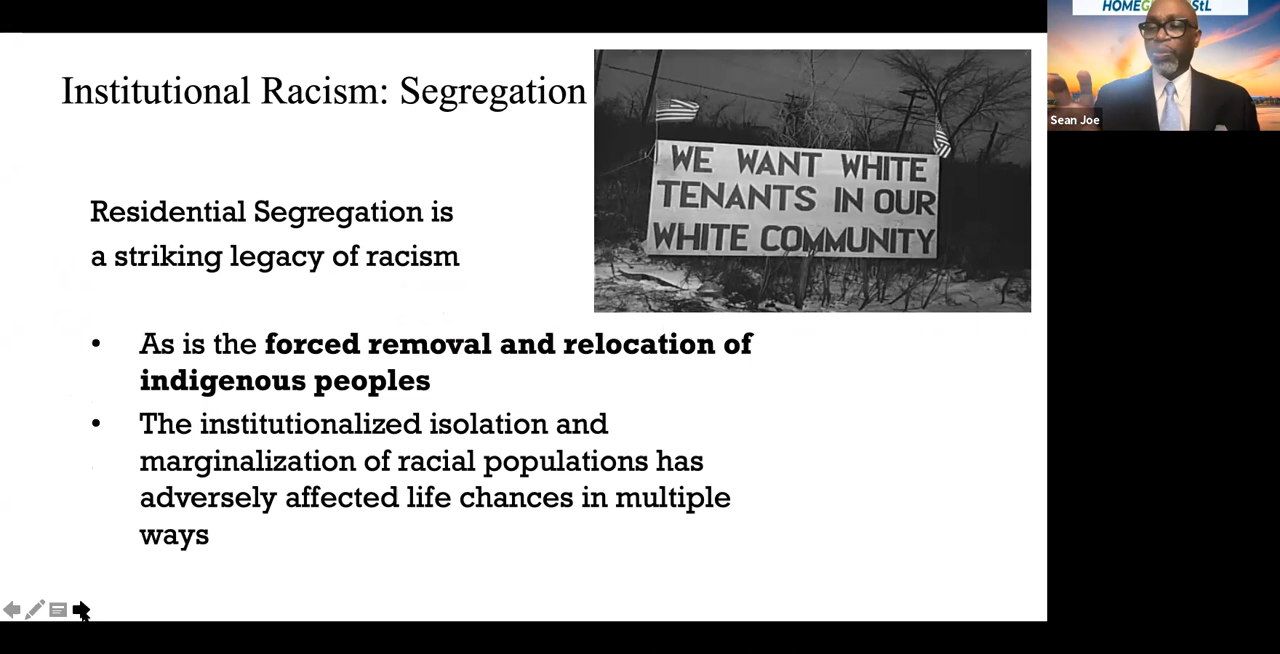 Institutional Racism: Segregation
WE WANT WHITE
TENANTS IN OUR
WHITE COMMUNITY
Residential Segregation is
a striking legacy of racism
• As is the forced removal and relocation of
indigenous peoples
• The institutionalized isolation and
marginalization of racial populations has
adversely affected life chances in multiple
ways
Sean Joe